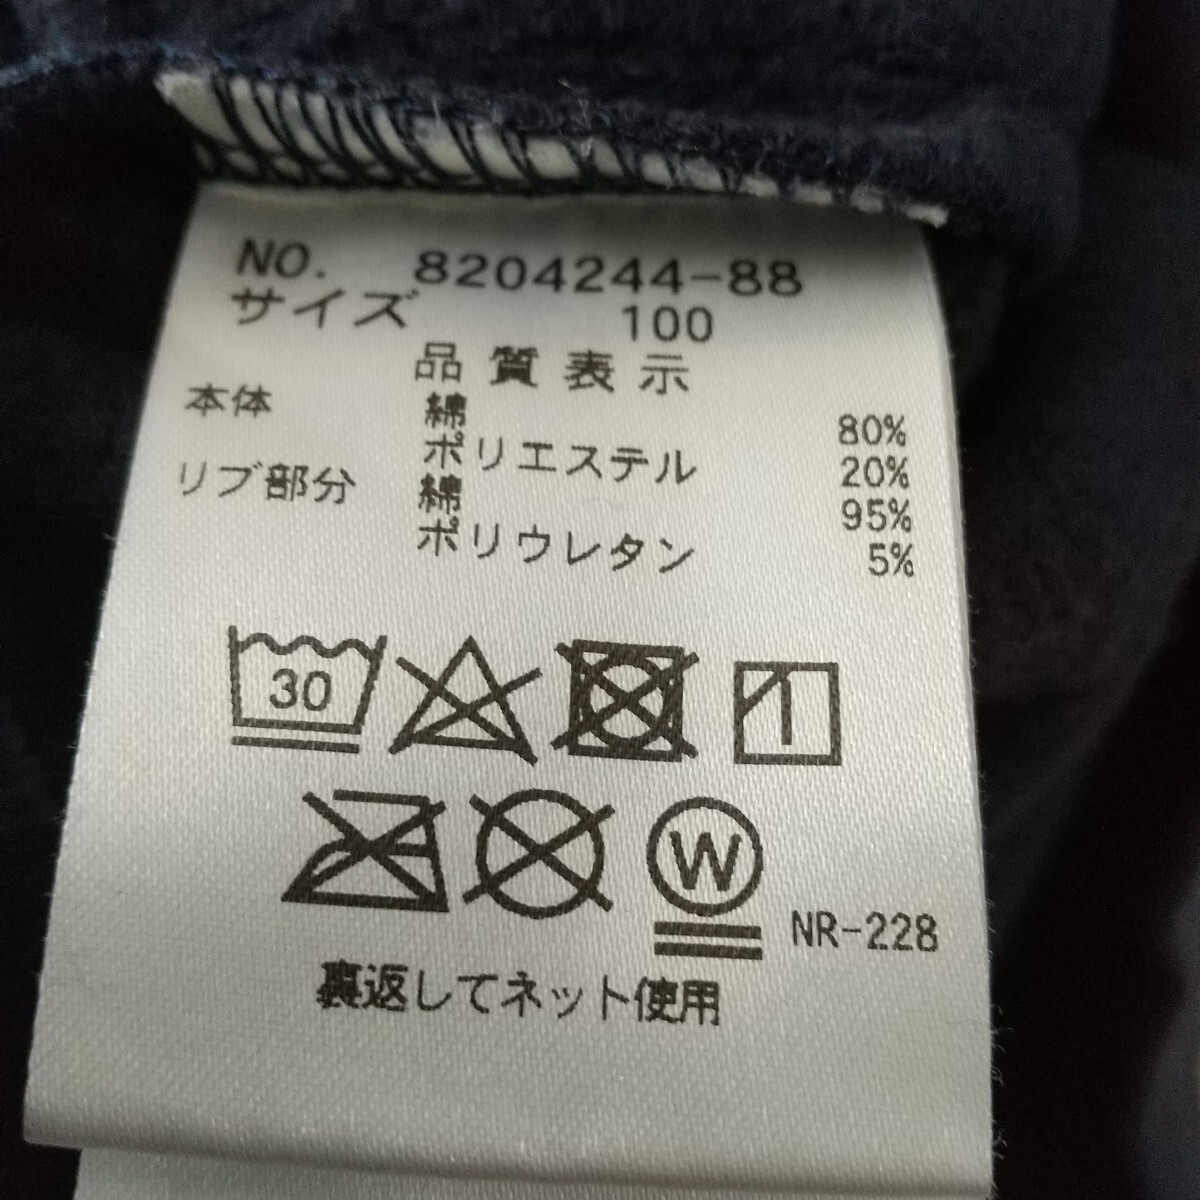 NO. 8204244-88
サイズ 100
品質表示
本体 綿 80%
ポリエステル 20%
リブ部分 綿 95%
ポリウレタン 5%
30
W
NR-228
裏返してネット使用